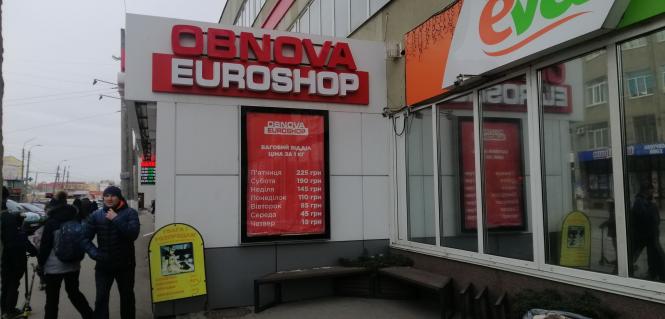 OBNOVA
EUROSHOP
eva
OBNOVA
EUROSHOP
ВАГОВИЙ ВІДДІЛ
ЦІНА ЗА 1 КГ
П'ятниця 225 грн
Субота 190 грн
Неділя 145 грн
Понеділок 110 грн
Вівторок 85 грн
Середа 45 грн
Четвер 15 грн
УВАГА!